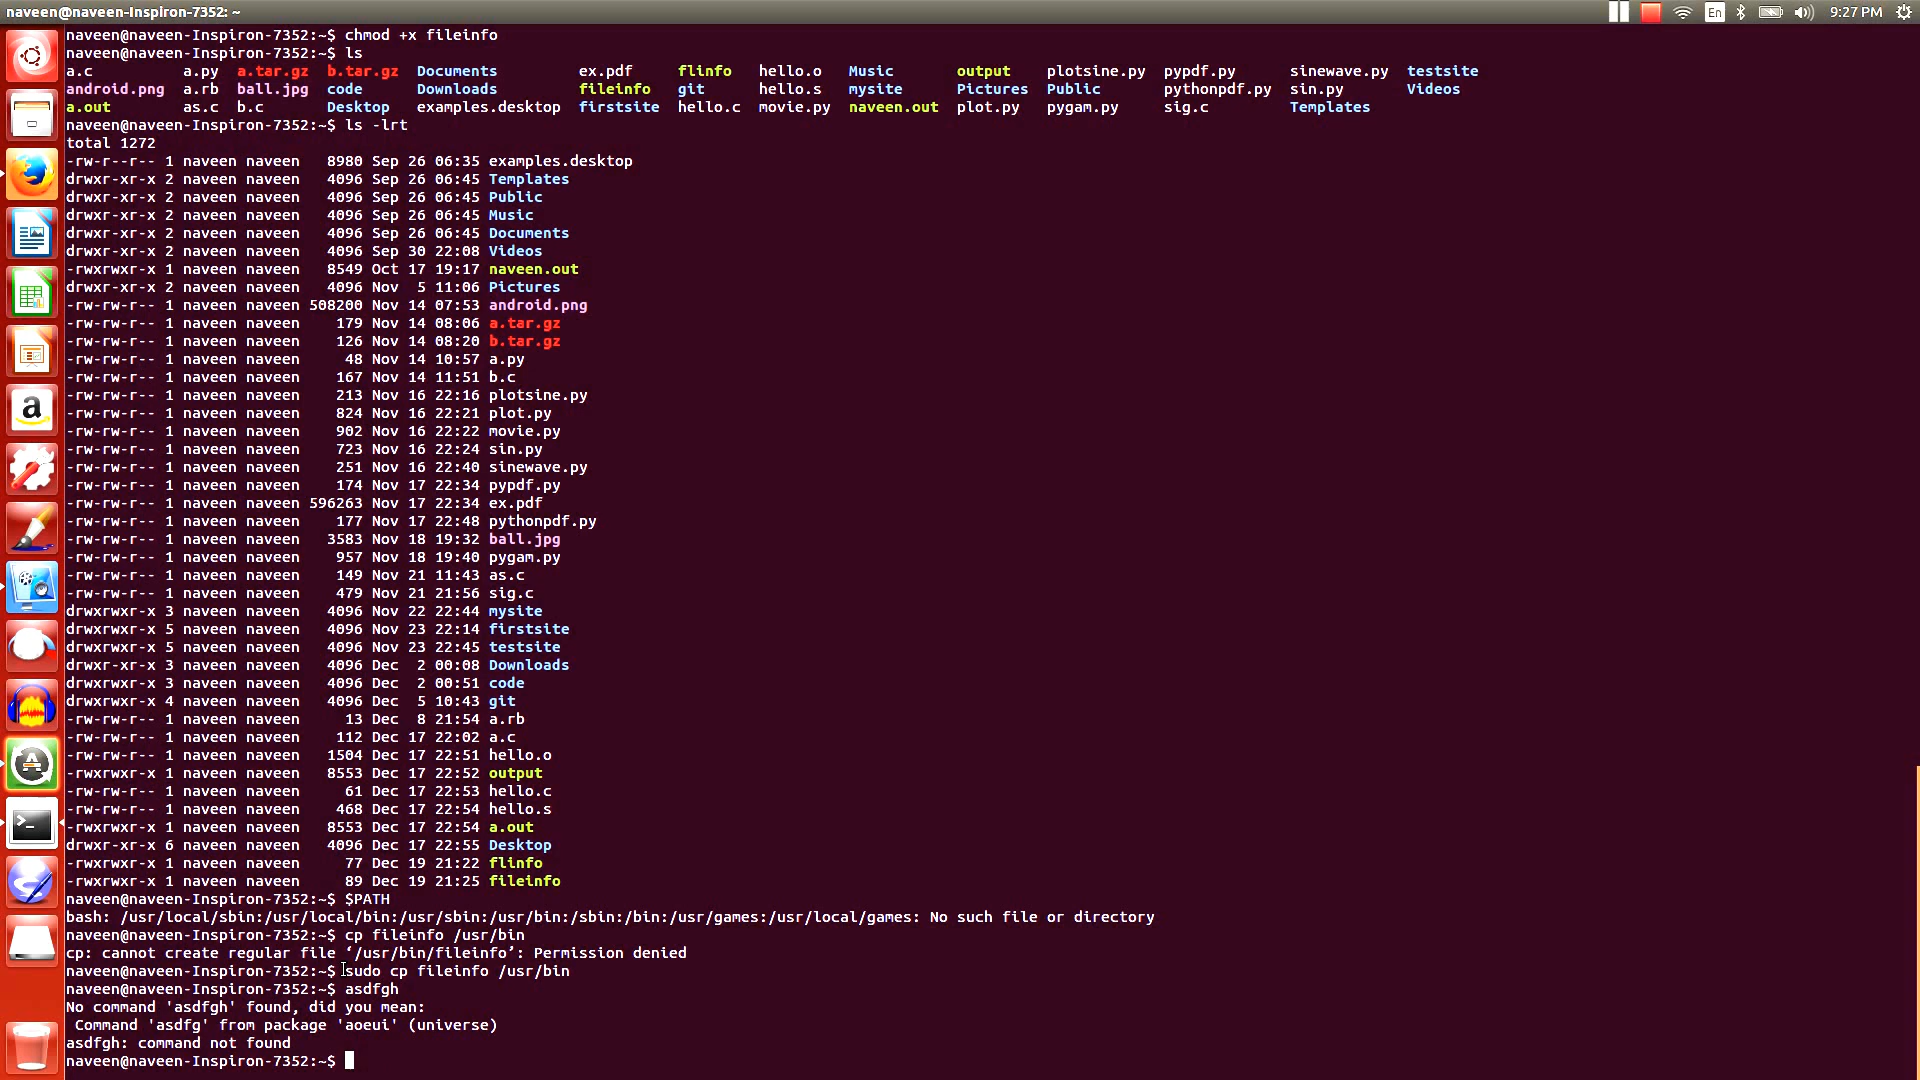 naveen@naveen-Inspiron-7352: ~
En
9:27 PM
naveen@naveen-Inspiron-7352:~$ chmod +x fileinfo
naveen@naveen-Inspiron-7352:~$ ls
a.c a.py a.tar.gz b.tar.gz Documents ex.pdf flinfo hello.o Music output plotsine.py pypdf.py sinewave.py testsite
android.png a.rb ball.jpg code Downloads fileinfo git hello.s mysite Pictures Public pythonpdf.py sin.py Videos
a.out as.c b.c Desktop examples.desktop firstsite hello.c movie.py naveen.out plot.py pygam.py sig.c Templates
naveen@naveen-Inspiron-7352:~$ ls -lrt
total 1272
-rw-r--r-- 1 naveen naveen 8980 Sep 26 06:35 examples.desktop
drwxr-xr-x 2 naveen naveen 4096 Sep 26 06:45 Templates
drwxr-xr-x 2 naveen naveen 4096 Sep 26 06:45 Public
drwxr-xr-x 2 naveen naveen 4096 Sep 26 06:45 Music
drwxr-xr-x 2 naveen naveen 4096 Sep 26 06:45 Documents
drwxr-xr-x 2 naveen naveen 4096 Sep 30 22:08 Videos
-rwxrwxr-x 1 naveen naveen 8549 Oct 17 19:17 naveen.out
drwxr-xr-x 2 naveen naveen 4096 Nov 5 11:06 Pictures
-rw-rw-r-- 1 naveen naveen 508200 Nov 14 07:53 android.png
-rw-rw-r-- 1 naveen naveen 179 Nov 14 08:06 a.tar.gz
-rw-rw-r-- 1 naveen naveen 126 Nov 14 08:20 b.tar.gz
-rw-rw-r-- 1 naveen naveen 48 Nov 14 10:57 a.py
-rw-rw-r-- 1 naveen naveen 167 Nov 14 11:51 b.c
-rw-rw-r-- 1 naveen naveen 213 Nov 16 22:16 plotsine.py
-rw-rw-r-- 1 naveen naveen 824 Nov 16 22:21 plot.py
-rw-rw-r-- 1 naveen naveen 902 Nov 16 22:22 movie.py
-rw-rw-r-- 1 naveen naveen 723 Nov 16 22:24 sin.py
-rw-rw-r-- 1 naveen naveen 251 Nov 16 22:40 sinewave.py
-rw-rw-r-- 1 naveen naveen 174 Nov 17 22:34 pypdf.py
-rw-rw-r-- 1 naveen naveen 596263 Nov 17 22:34 ex.pdf
-rw-rw-r-- 1 naveen naveen 177 Nov 17 22:48 pythonpdf.py
-rw-rw-r-- 1 naveen naveen 3583 Nov 18 19:32 ball.jpg
-rw-rw-r-- 1 naveen naveen 957 Nov 18 19:40 pygam.py
-rw-rw-r-- 1 naveen naveen 149 Nov 21 11:43 as.c
-rw-rw-r-- 1 naveen naveen 479 Nov 21 21:56 sig.c
drwxrwxr-x 3 naveen naveen 4096 Nov 22 22:44 mysite
drwxrwxr-x 5 naveen naveen 4096 Nov 23 22:14 firstsite
drwxrwxr-x 5 naveen naveen 4096 Nov 23 22:45 testsite
drwxr-xr-x 3 naveen naveen 4096 Dec 2 00:08 Downloads
drwxrwxr-x 3 naveen naveen 4096 Dec 2 00:51 code
drwxrwxr-x 4 naveen naveen 4096 Dec 5 10:43 git
-rw-rw-r-- 1 naveen naveen 13 Dec 8 21:54 a.rb
-rw-rw-r-- 1 naveen naveen 112 Dec 17 22:02 a.c
-rw-rw-r-- 1 naveen naveen 1504 Dec 17 22:51 hello.o
-rwxrwxr-x 1 naveen naveen 8553 Dec 17 22:52 output
-rw-rw-r-- 1 naveen naveen 61 Dec 17 22:53 hello.c
-rw-rw-r-- 1 naveen naveen 468 Dec 17 22:54 hello.s
-rwxrwxr-x 1 naveen naveen 8553 Dec 17 22:54 a.out
drwxr-xr-x 6 naveen naveen 4096 Dec 17 22:55 Desktop
-rwxrwxr-x 1 naveen naveen 77 Dec 19 21:22 flinfo
-rwxrwxr-x 1 naveen naveen 89 Dec 19 21:25 fileinfo
naveen@naveen-Inspiron-7352:~$ $PATH
bash: /usr/local/sbin:/usr/local/bin:/usr/sbin:/usr/bin:/sbin:/bin:/usr/games:/usr/local/games: No such file or directory
naveen@naveen-Inspiron-7352:~$ cp fileinfo /usr/bin
cp: cannot create regular file ‘/usr/bin/fileinfo’: Permission denied
naveen@naveen-Inspiron-7352:~$ sudo cp fileinfo /usr/bin
naveen@naveen-Inspiron-7352:~$ asdfgh
No command 'asdfgh' found, did you mean:
Command 'asdfg' from package 'aoeui' (universe)
asdfgh: command not found
naveen@naveen-Inspiron-7352:~$